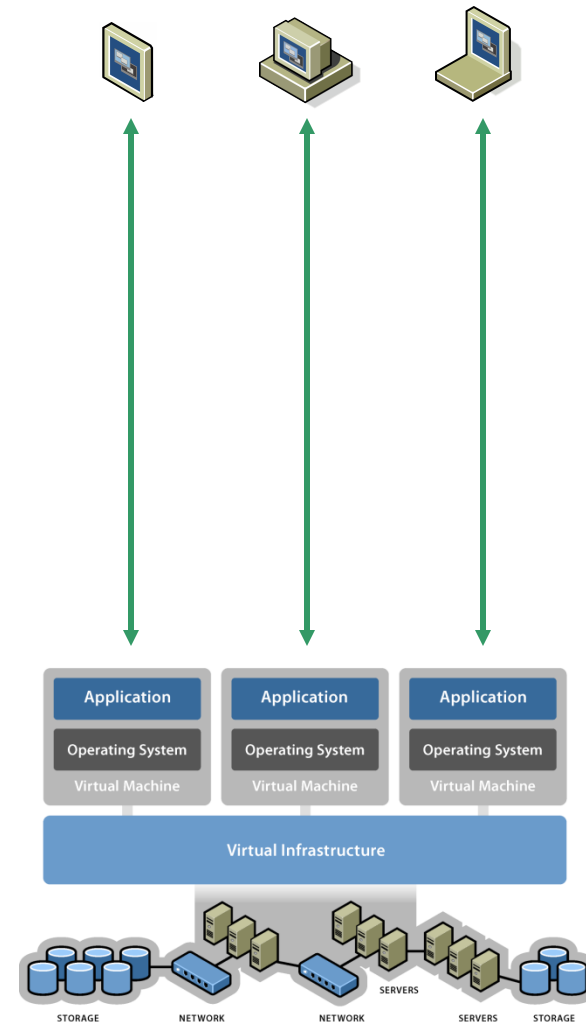 Application
Application
Application
Operating System
Operating System
Operating System
Virtual Machine
Virtual Machine
Virtual Machine
Virtual Infrastructure
SERVERS
STORAGE
NETWORK
NETWORK
SERVERS
STORAGE